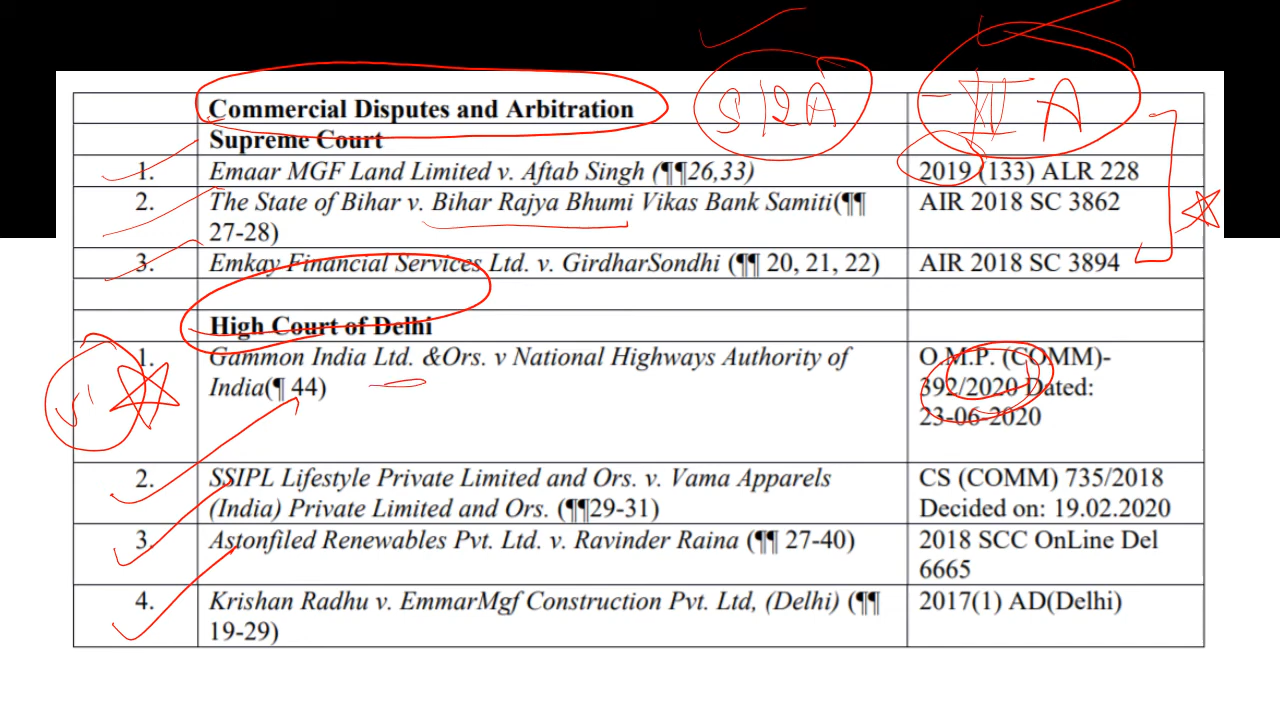 S12A
XV A
Commercial Disputes and Arbitration
Supreme Court
1. Emaar MGF Land Limited v. Aftab Singh (¶¶26,33) 2019 (133) ALR 228
2. The State of Bihar v. Bihar Rajya Bhumi Vikas Bank Samiti(¶¶ AIR 2018 SC 3862
27-28)
3. Emkay Financial Services Ltd. v. GirdharSondhi (¶¶ 20, 21, 22) AIR 2018 SC 3894
High Court of Delhi
1. Gammon India Ltd. &Ors. v National Highways Authority of O.M.P. (COMM)-
India(¶ 44) 392/2020 Dated:
23-06-2020
2. SSIPL Lifestyle Private Limited and Ors. v. Vama Apparels CS (COMM) 735/2018
(India) Private Limited and Ors. (¶¶29-31) Decided on: 19.02.2020
3. Astonfiled Renewables Pvt. Ltd. v. Ravinder Raina (¶¶ 27-40) 2018 SCC OnLine Del
6665
4. Krishan Radhu v. EmmarMgf Construction Pvt. Ltd, (Delhi) (¶¶ 2017(1) AD(Delhi)
19-29)